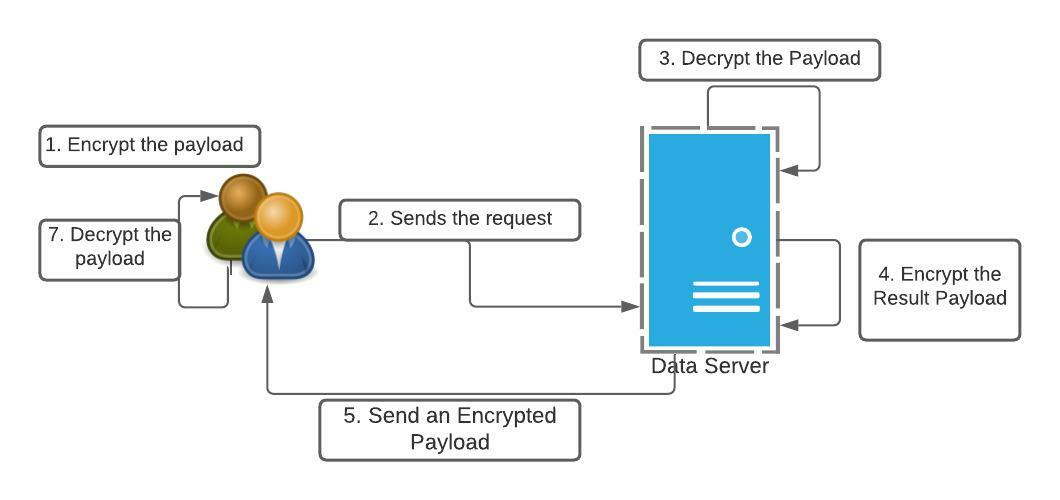 3. Decrypt the Payload
1. Encrypt the payload
2. Sends the request
7. Decrypt the
payload
4. Encrypt the
Result Payload
Data Server
5. Send an Encrypted
Payload